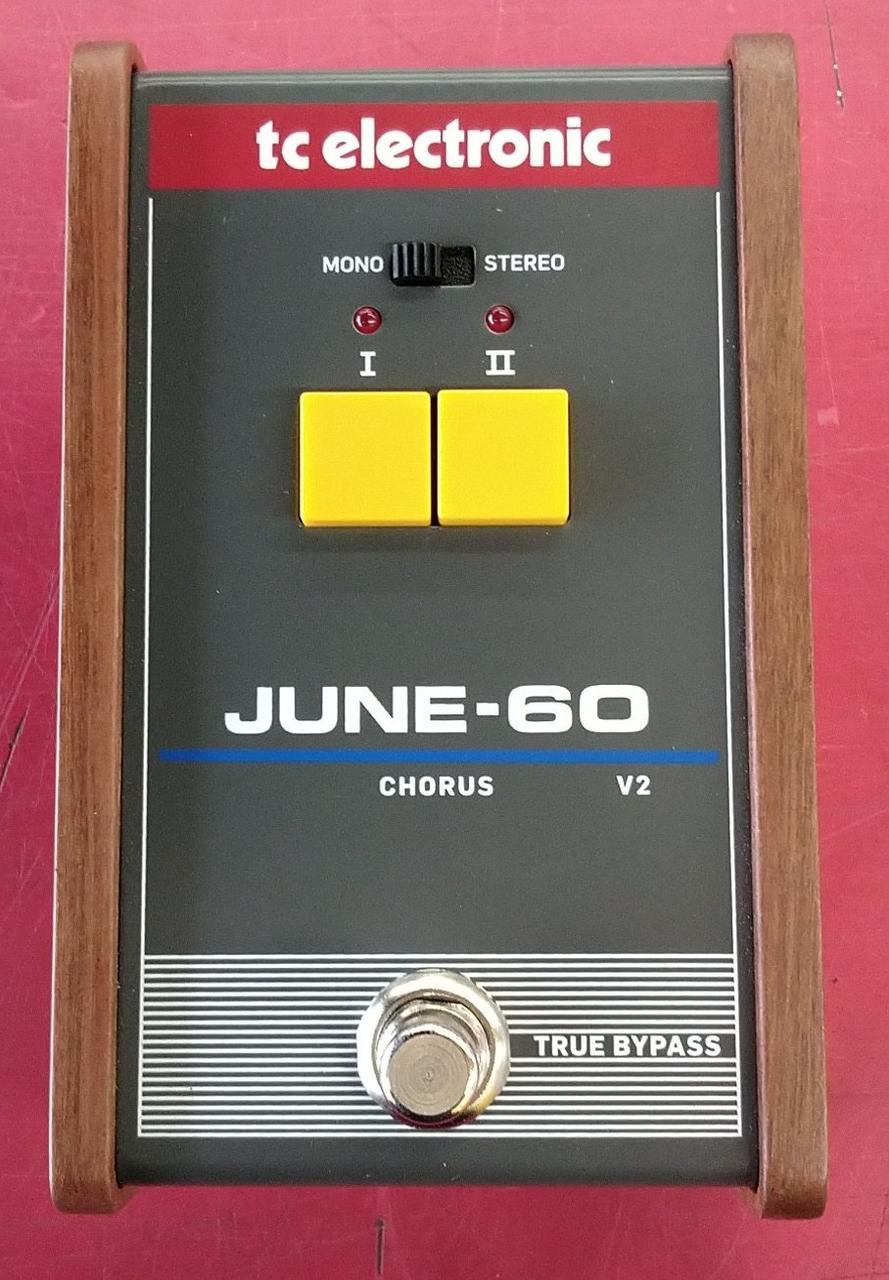 tc electronic
MONO STEREO
I II
JUNE-60
CHORUS V2
TRUE BYPASS